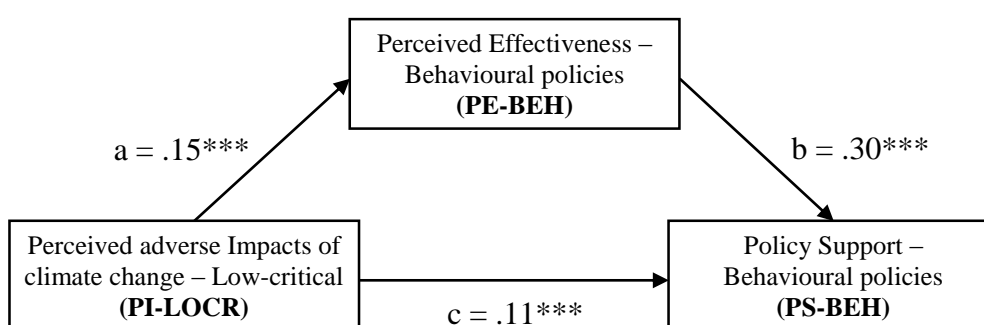 Perceived Effectiveness –
Behavioural policies
(PE-BEH)
a = .15***
b = .30***
Perceived adverse Impacts of
climate change – Low-critical
(PI-LOCR)
c = .11***
Policy Support –
Behavioural policies
(PS-BEH)